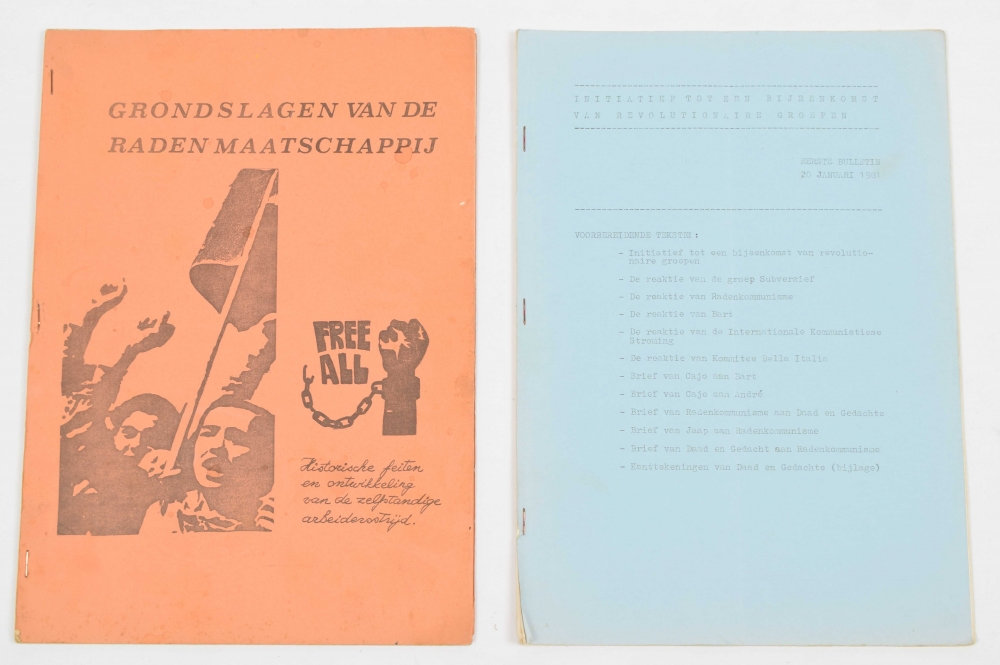 GRONDSLAGEN VAN DE
RADEN MAATSCHAPPIJ
FREE
ALL
Historische feiten
en ontwikkeling
van de zelfstandige
arbeidersstrijd.
INITIATIEF TOT EEN BIJEENKOMST
VAN REVOLUTIONAIRE GROEPEN
EERSTE BULLETIN
20 JANUARI 1981
VOORBEREIDENDE TEKSTEN:
- Initiatief tot een bijeenkomst van revolutio-
naire groepen
- De reaktie van de groep Subversief
- De reaktie van Radenkommunisme
- De reaktie van Bart
- De reaktie van de Internationale Kommunistiese
Stroming
- De reaktie van Kommitee Bella Italia
- Brief van Cajo aan Bart
- Brief van Cajo aan André
- Brief van Radenkommunisme aan Daad en Gedachte
- Brief van Jaap aan Radenkommunisme
- Brief van Daad en Gedacht aan Radenkommunisme
- Kanttekeningen van Daad en Gedachte (bijlage)